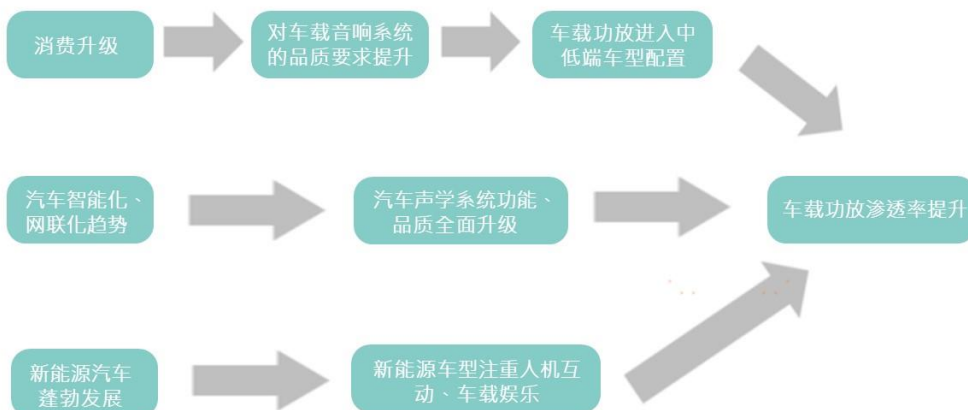 消费升级
对车载音响系统
的品质要求提升
车载功放进入中
低端车型配置
汽车智能化、
网联化趋势
汽车声学系统功能、
品质全面升级
车载功放渗透率提升
新能源汽车
蓬勃发展
新能源车型注重人机互
动、车载娱乐